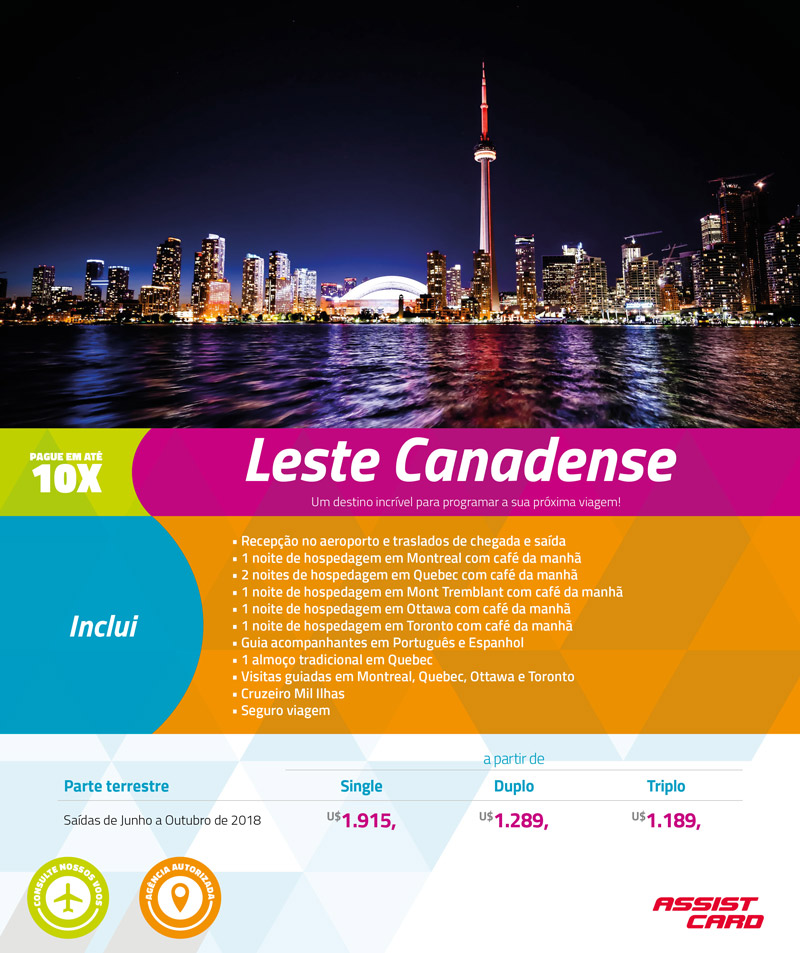 PAGUE EM ATÉ
10X
Leste Canadense
Um destino incrível para programar a sua próxima viagem!
Inclui
• Recepção no aeroporto e traslados de chegada e saída
• 1 noite de hospedagem em Montreal com café da manhã
• 2 noites de hospedagem em Quebec com café da manhã
• 1 noite de hospedagem em Mont Tremblant com café da manhã
• 1 noite de hospedagem em Ottawa com café da manhã
• 1 noite de hospedagem em Toronto com café da manhã
• Guia acompanhantes em Português e Espanhol
• 1 almoço tradicional em Quebec
• Visitas guiadas em Montreal, Quebec, Ottawa e Toronto
• Cruzeiro Mil Ilhas
• Seguro viagem
a partir de
Parte terrestre Single Duplo Triplo
Saídas de Junho a Outubro de 2018 U$1.915, U$1.289, U$1.189,
CONSULTE NOSSOS VOOS
AGÊNCIA AUTORIZADA
ASSIST
CARD